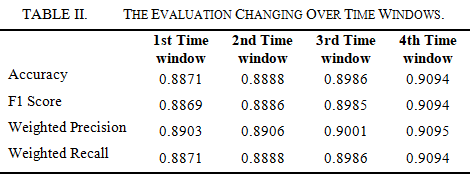 TABLE II. THE EVALUATION CHANGING OVER TIME WINDOWS.
1st Time window 2nd Time window 3rd Time window 4th Time window
Accuracy 0.8871 0.8888 0.8986 0.9094
F1 Score 0.8869 0.8886 0.8985 0.9094
Weighted Precision 0.8903 0.8906 0.9001 0.9095
Weighted Recall 0.8871 0.8888 0.8986 0.9094